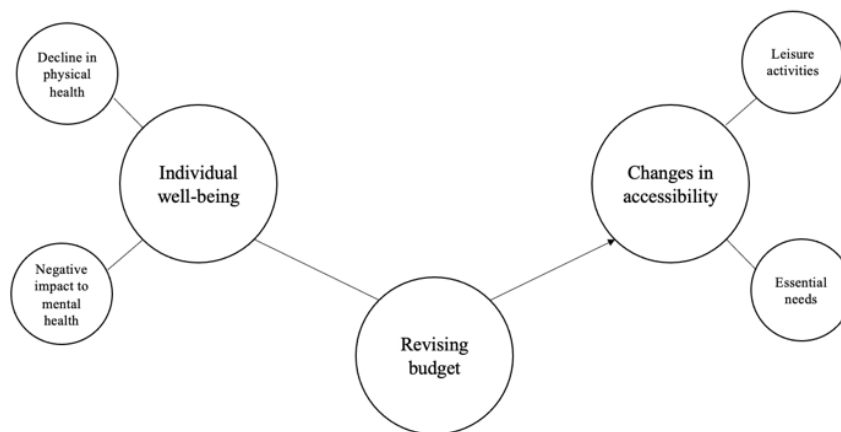 Decline in
physical
health
Individual
well-being
Negative
impact to
mental
health
Revising
budget
Changes in
accessibility
Leisure
activities
Essential
needs